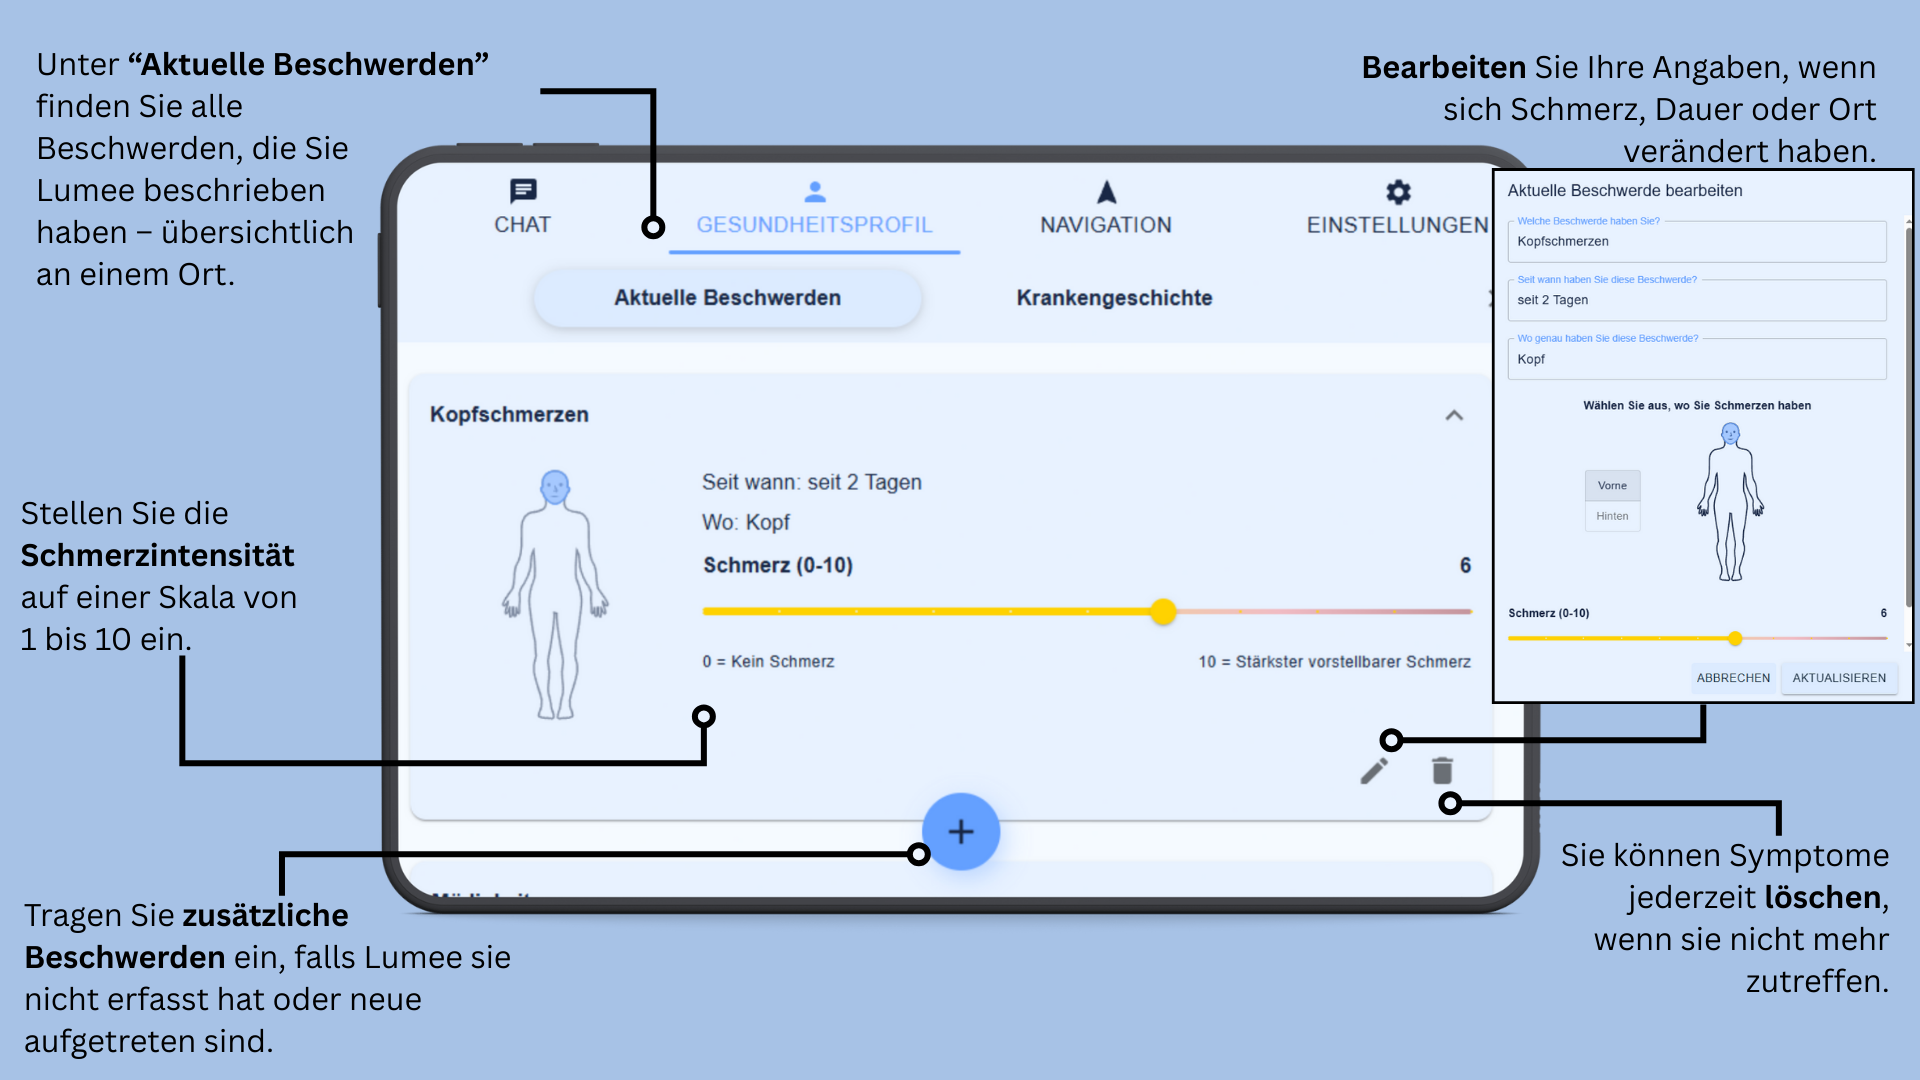 Unter “Aktuelle Beschwerden”
finden Sie alle
Beschwerden, die Sie
Lumee beschrieben
haben – übersichtlich
an einem Ort.
Bearbeiten Sie Ihre Angaben, wenn
sich Schmerz, Dauer oder Ort
verändert haben.
CHAT
GESUNDHEITSPROFIL
NAVIGATION
EINSTELLUNGEN
Aktuelle Beschwerden
Krankengeschichte
Kopfschmerzen
Seit wann: seit 2 Tagen
Wo: Kopf
Schmerz (0-10)
6
0 = Kein Schmerz
10 = Stärkster vorstellbarer Schmerz
Aktuelle Beschwerde bearbeiten
Welche Beschwerde haben Sie?
Kopfschmerzen
Seit wann haben Sie diese Beschwerde?
seit 2 Tagen
Wo genau haben Sie diese Beschwerde?
Kopf
Wählen Sie aus, wo Sie Schmerzen haben
Vorne
Hinten
Schmerz (0-10)
6
ABBRECHEN
AKTUALISIEREN
Stellen Sie die
Schmerzintensität
auf einer Skala von
1 bis 10 ein.
+
Tragen Sie zusätzliche
Beschwerden ein, falls Lumee sie
nicht erfasst hat oder neue
aufgetreten sind.
Sie können Symptome
jederzeit löschen,
wenn sie nicht mehr
zutreffen.